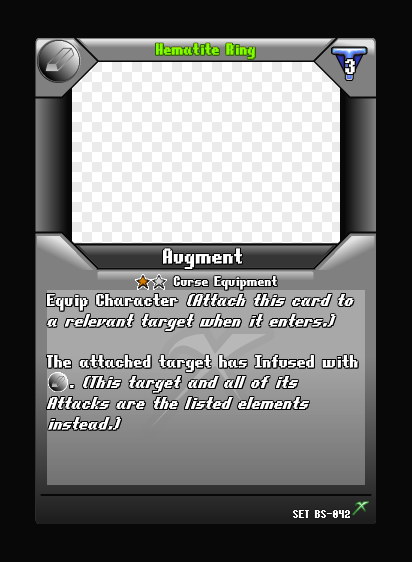 Hematite Ring
3
Augment
Curse Equipment
Equip Character (Attach this card to
a relevant target when it enters.)
The attached target has Infused with
. (This target and all of its
Attacks are the listed elements
instead.)
SET BS-042